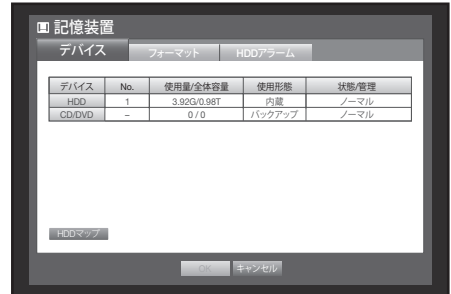 記憶装置
デバイス フォーマット HDDアラーム
デバイス No. 使用量/全体容量 使用形態 状態/管理
HDD 1 3.92G/0.98T 内蔵 ノーマル
CD/DVD – 0 / 0 バックアップ ノーマル
HDDマップ
OK キャンセル